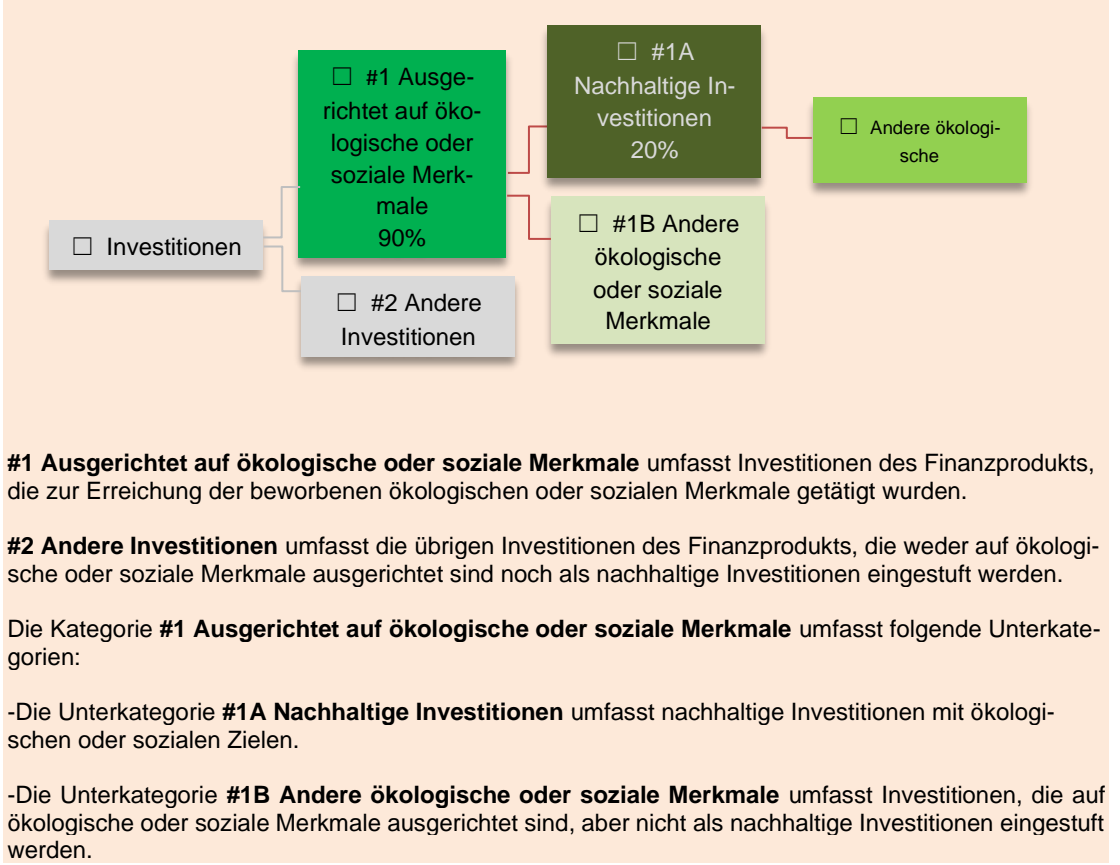 ☐ Investitionen
☐ #1 Ausge-
richtet auf öko-
logische oder
soziale Merk-
male
90%
☐ #2 Andere
Investitionen
☐ #1A
Nachhaltige In-
vestitionen
20%
☐ #1B Andere
ökologische
oder soziale
Merkmale
☐ Andere ökologi-
sche
#1 Ausgerichtet auf ökologische oder soziale Merkmale umfasst Investitionen des Finanzprodukts,
die zur Erreichung der beworbenen ökologischen oder sozialen Merkmale getätigt wurden.
#2 Andere Investitionen umfasst die übrigen Investitionen des Finanzprodukts, die weder auf ökologi-
sche oder soziale Merkmale ausgerichtet sind noch als nachhaltige Investitionen eingestuft werden.
Die Kategorie #1 Ausgerichtet auf ökologische oder soziale Merkmale umfasst folgende Unterkate-
gorien:
-Die Unterkategorie #1A Nachhaltige Investitionen umfasst nachhaltige Investitionen mit ökologi-
schen oder sozialen Zielen.
-Die Unterkategorie #1B Andere ökologische oder soziale Merkmale umfasst Investitionen, die auf
ökologische oder soziale Merkmale ausgerichtet sind, aber nicht als nachhaltige Investitionen eingestuft
werden.